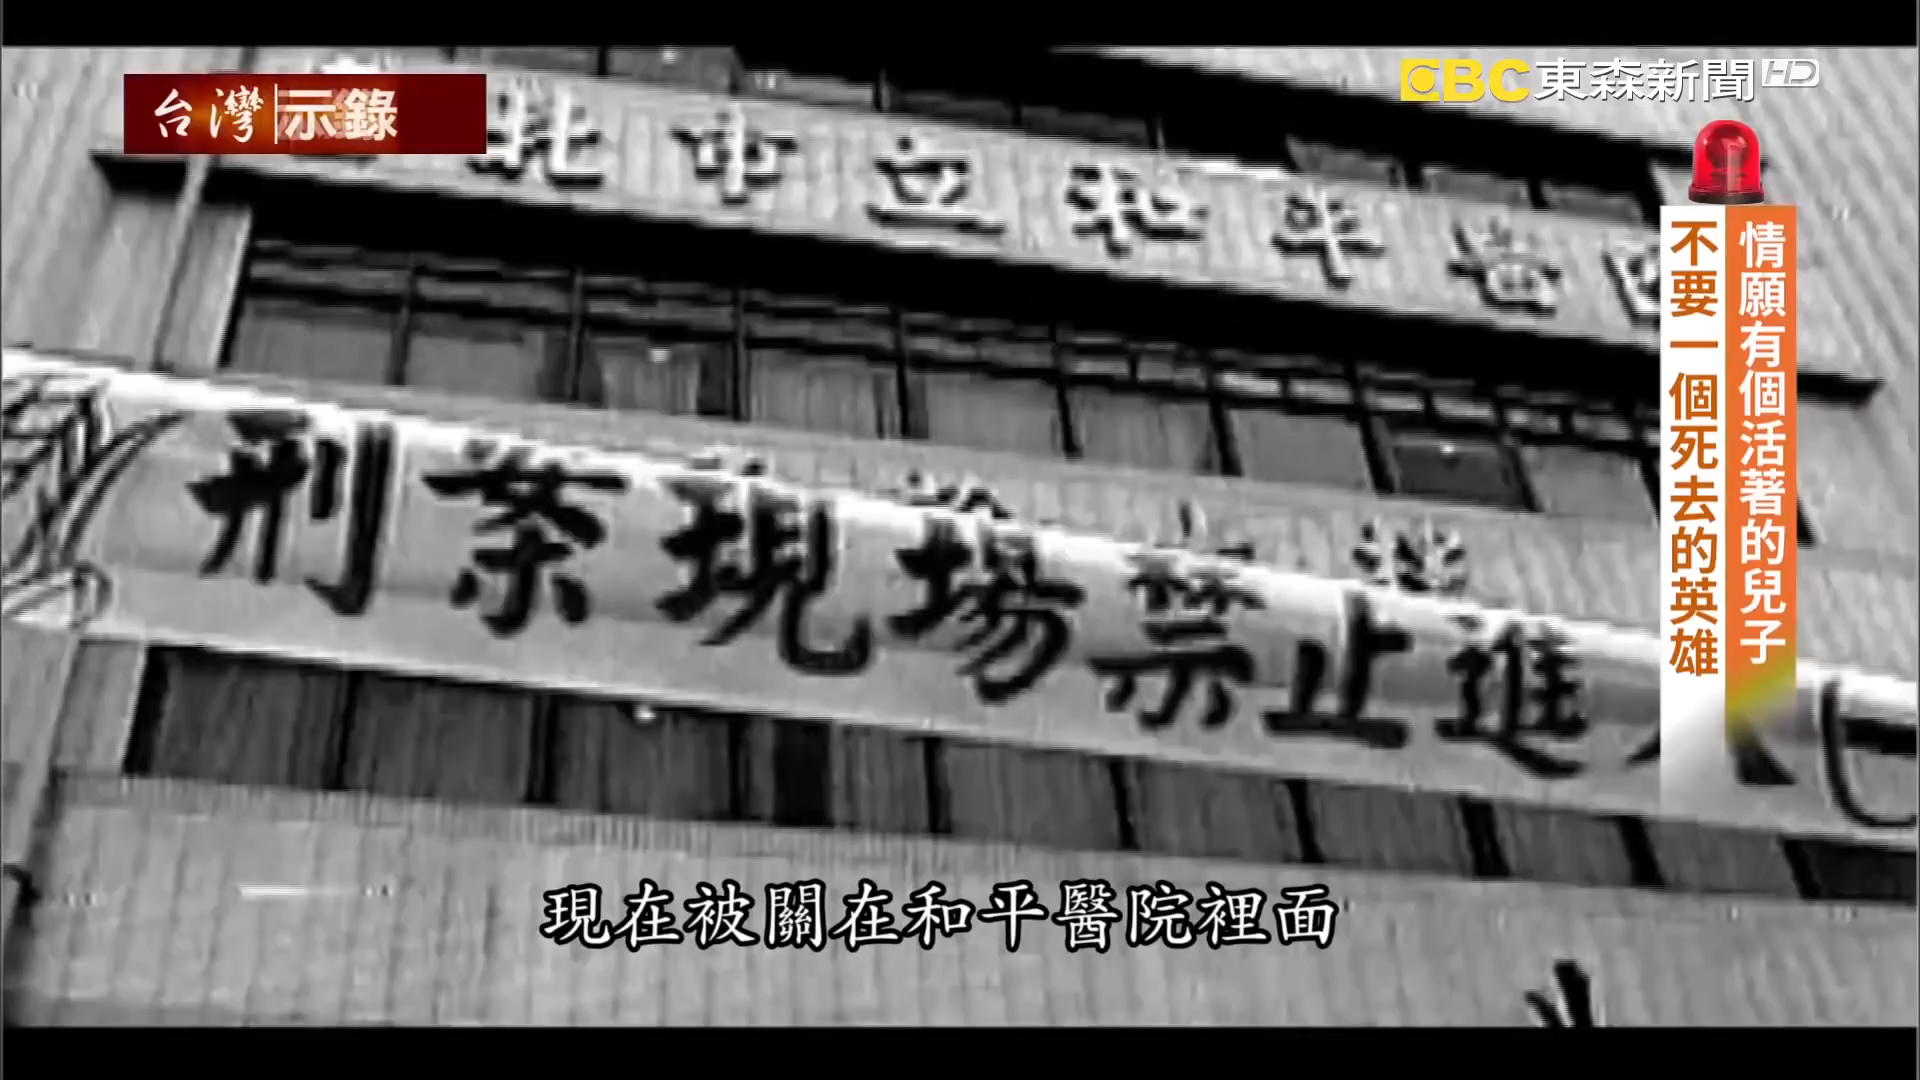 台灣示錄
EBC東森新聞HD
北市立和平醫院
情願有個活著的兒子
不要一個死去的英雄
刑案現場禁止進入
現在被關在和平醫院裡面